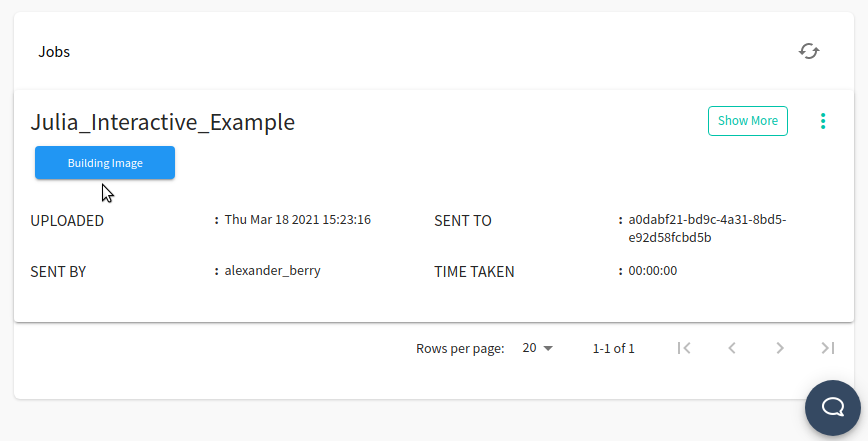 Jobs
Julia_Interactive_Example
Show More
Building Image
UPLOADED : Thu Mar 18 2021 15:23:16 SENT TO : a0dabf21-bd9c-4a31-8bd5-
e92d58fcbd5b
SENT BY : alexander_berry TIME TAKEN : 00:00:00
Rows per page: 20 1-1 of 1